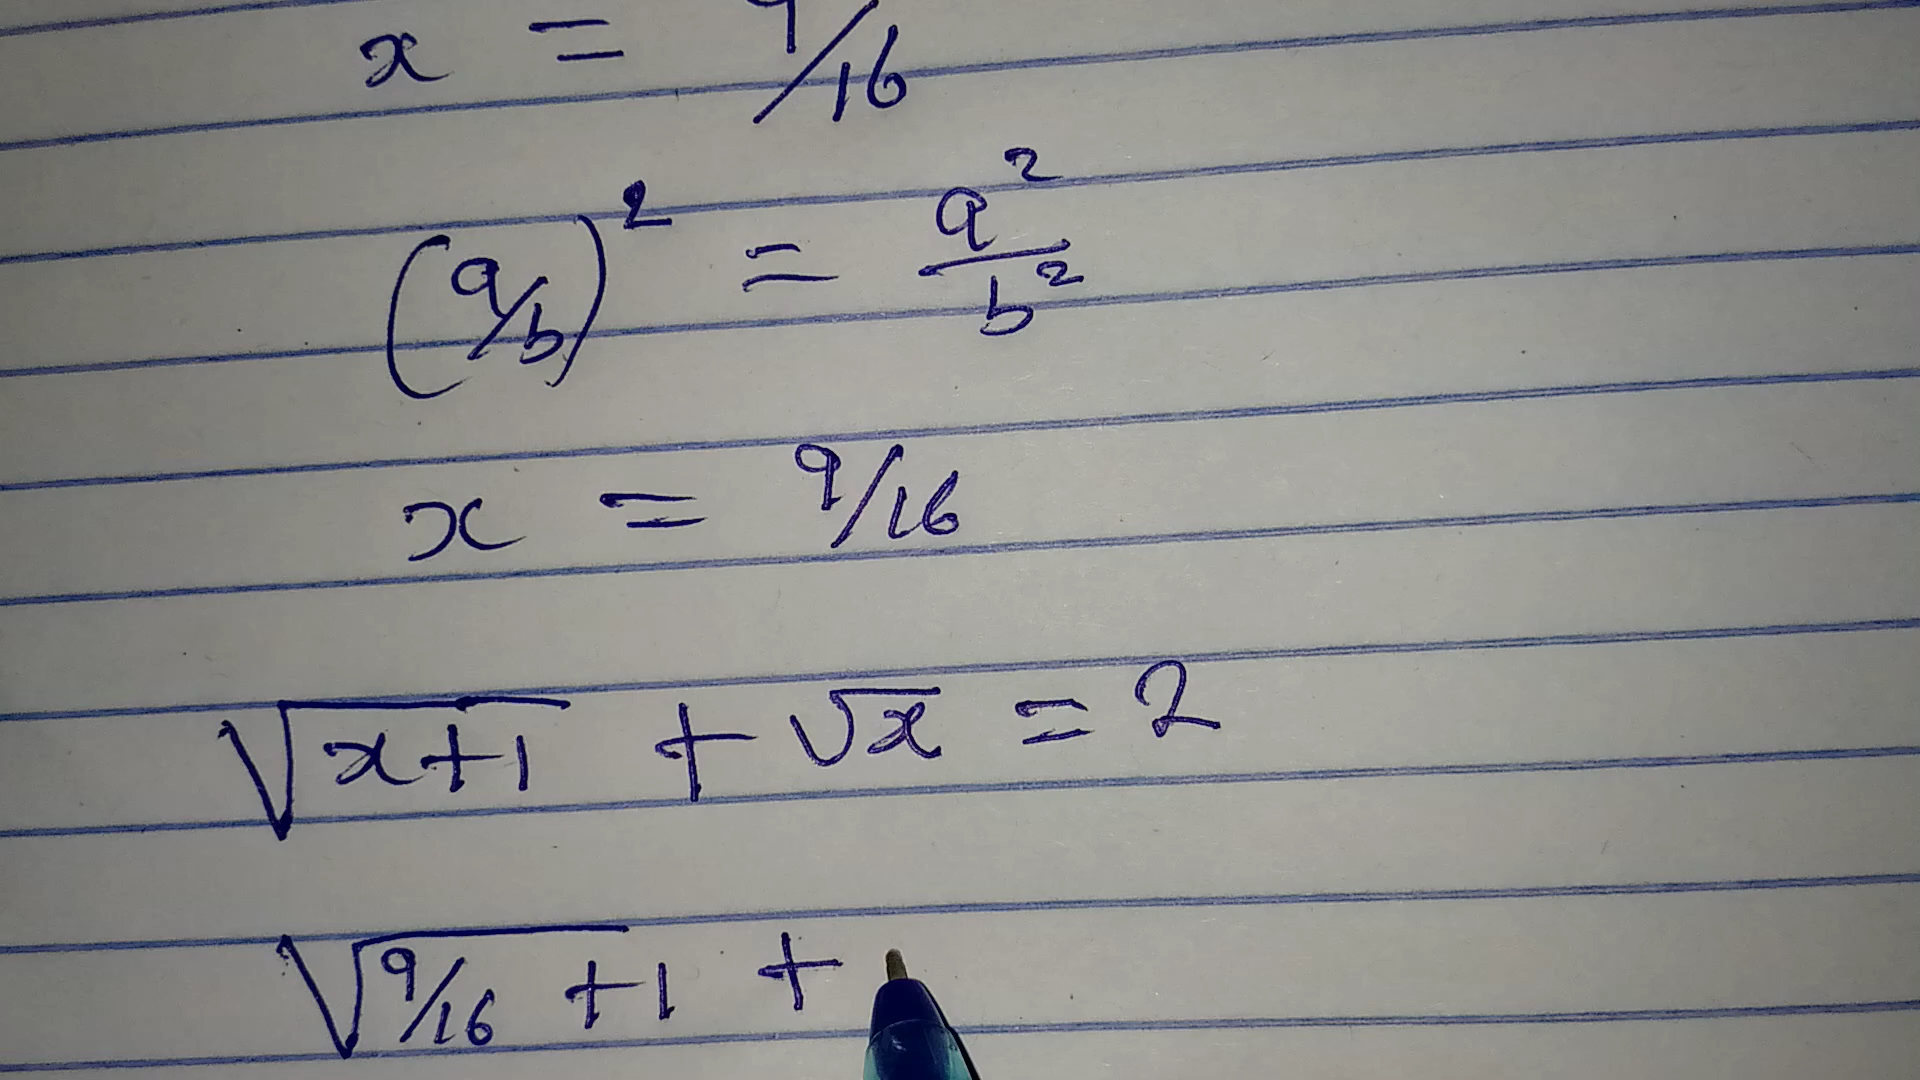 x = 9/16
(a/b)² = a²/b²
x = 9/16
√(x+1) + √x = 2
√(9/16 + 1) +